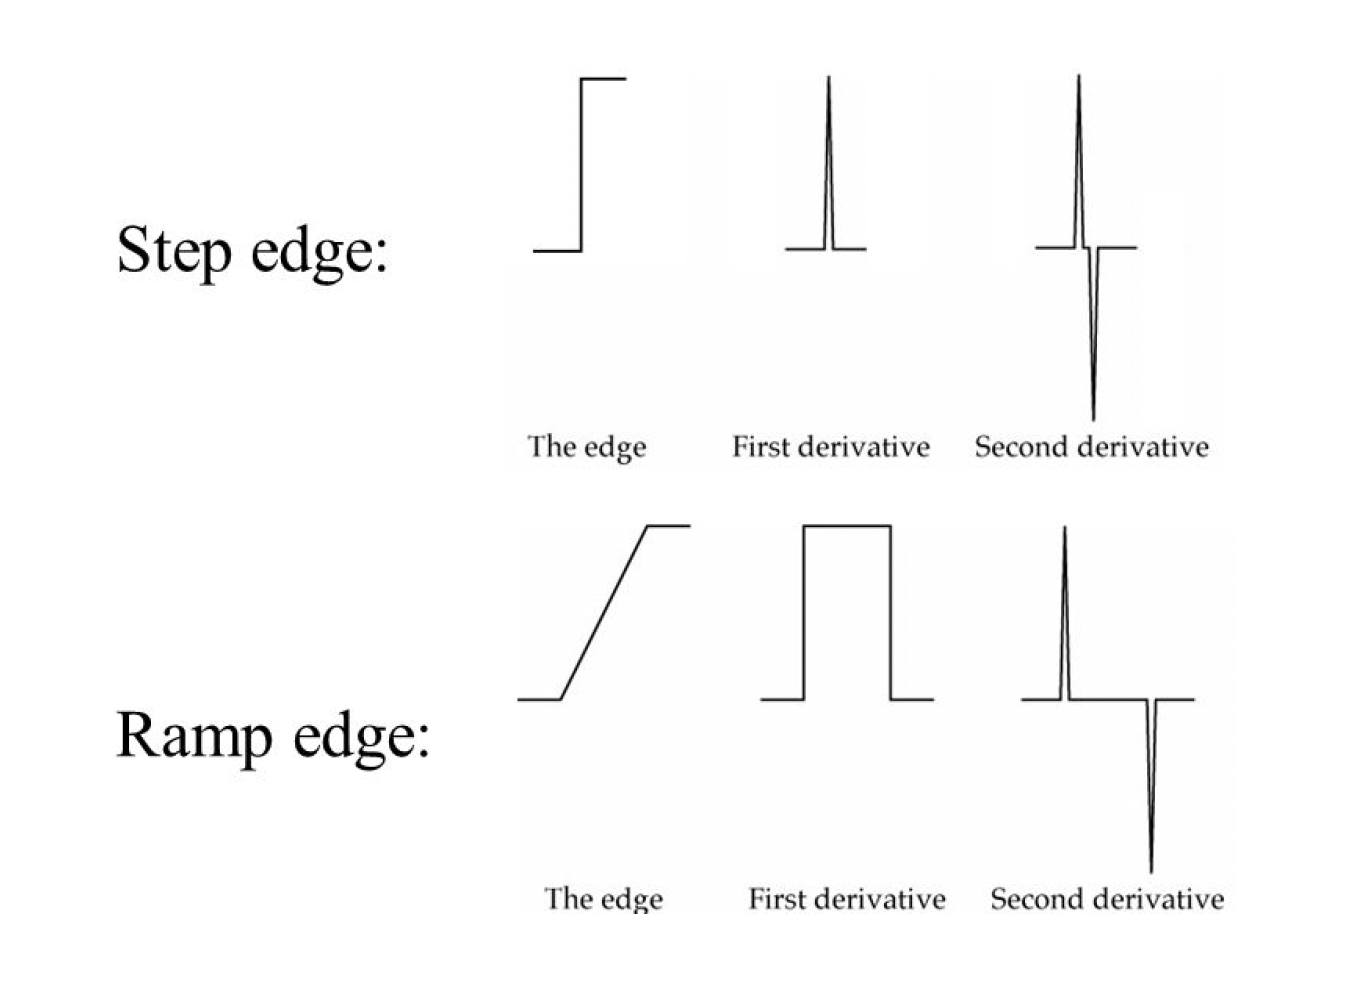 Step edge:
The edge
First derivative
Second derivative
Ramp edge:
The edge
First derivative
Second derivative